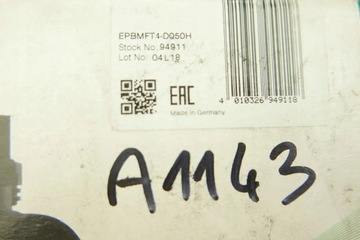 EPBMFT4-DQ50H
Stock No. 94911
Lot No: 04L18
EAC
4 010326 949118
Made in Germany
A1143